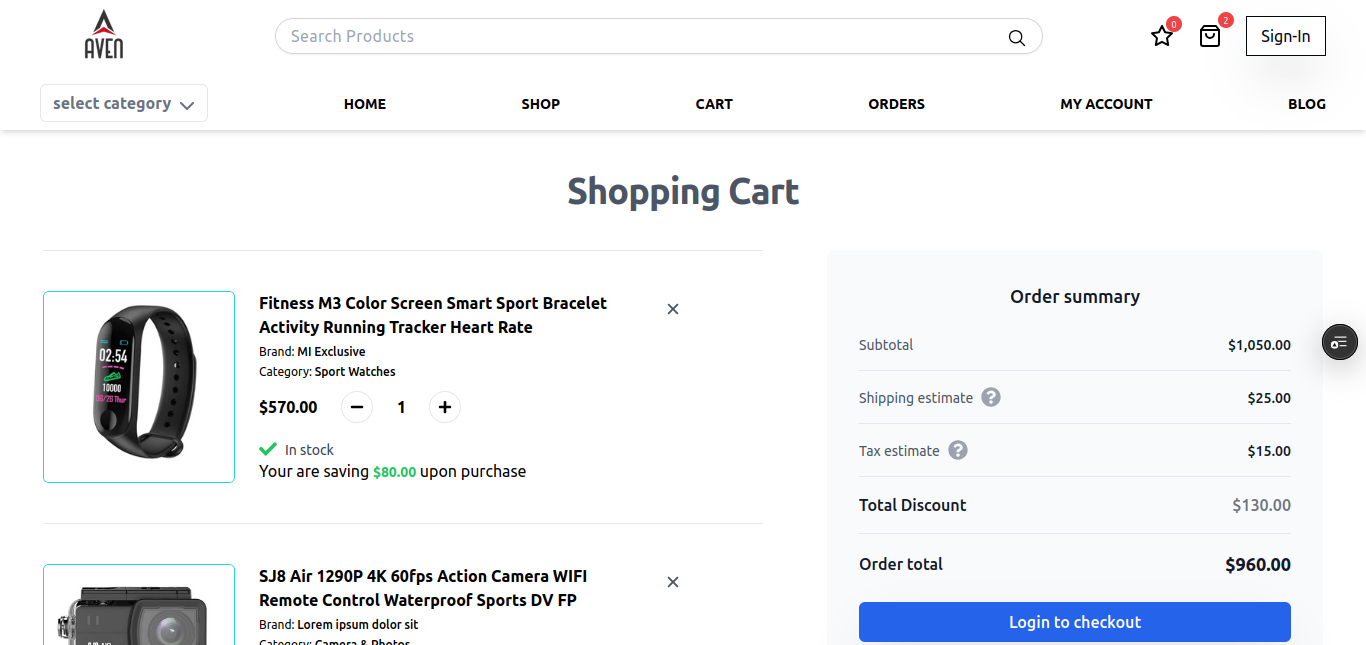 AVEN
Search Products
0
2
Sign-In
select category
HOME
SHOP
CART
ORDERS
MY ACCOUNT
BLOG
Shopping Cart
Fitness M3 Color Screen Smart Sport Bracelet
Activity Running Tracker Heart Rate
Brand: MI Exclusive
Category: Sport Watches
$570.00
1
In stock
Your are saving $80.00 upon purchase
02:54
10000
08/26 Thur
SJ8 Air 1290P 4K 60fps Action Camera WIFI
Remote Control Waterproof Sports DV FP
Brand: Lorem ipsum dolor sit
Category: Camera & Photos
Order summary
Subtotal
$1,050.00
Shipping estimate ?
$25.00
Tax estimate ?
$15.00
Total Discount
$130.00
Order total
$960.00
Login to checkout